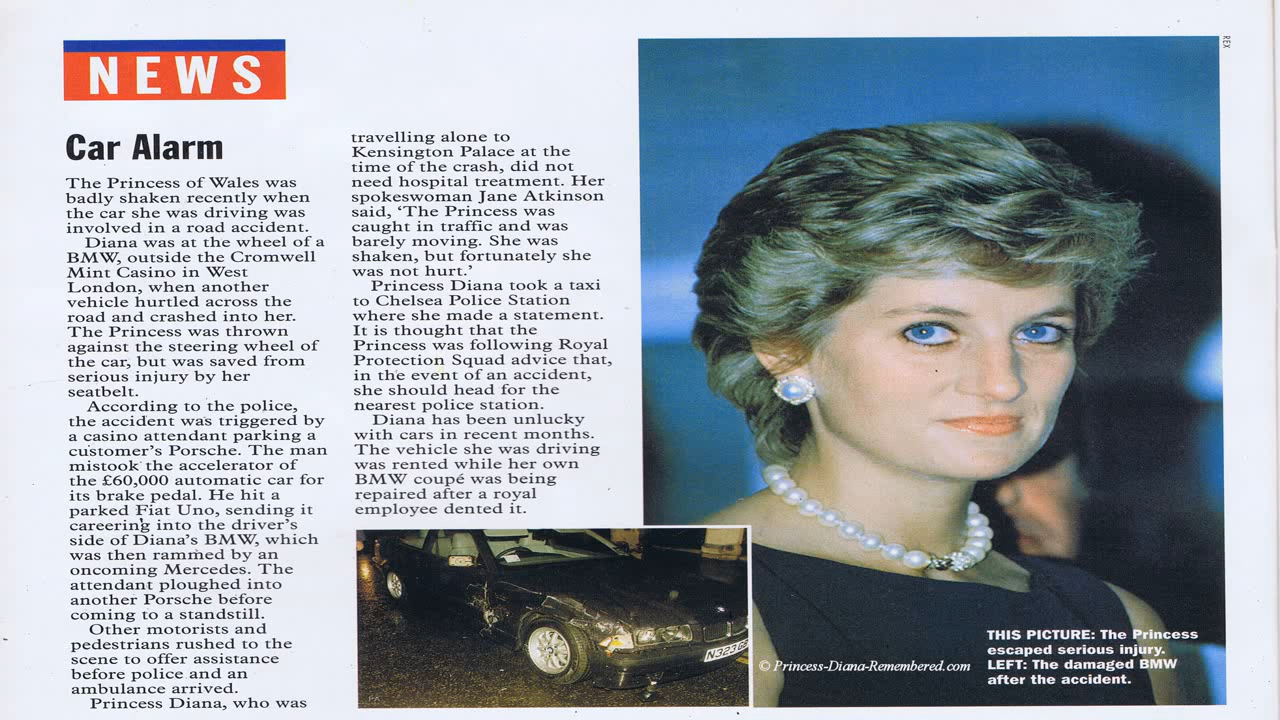 NEWS
Car Alarm
The Princess of Wales was
badly shaken recently when
the car she was driving was
involved in a road accident.
Diana was at the wheel of a
BMW, outside the Cromwell
Mint Casino in West
London, when another
vehicle hurtled across the
road and crashed into her.
The Princess was thrown
against the steering wheel of
the car, but was saved from
serious injury by her
seatbelt.
According to the police,
the accident was triggered by
a casino attendant parking a
customer's Porsche. The man
mistook the accelerator of
the £60,000 automatic car for
its brake pedal. He hit a
parked Fiat Uno, sending it
careering into the driver's
side of Diana's BMW, which
was then rammed by an
oncoming Mercedes. The
attendant ploughed into
another Porsche before
coming to a standstill.
Other motorists and
pedestrians rushed to the
scene to offer assistance
before police and an
ambulance arrived.
Princess Diana, who was
travelling alone to
Kensington Palace at the
time of the crash, did not
need hospital treatment. Her
spokeswoman Jane Atkinson
said, 'The Princess was
caught in traffic and was
barely moving. She was
shaken, but fortunately she
was not hurt.'
Princess Diana took a taxi
to Chelsea Police Station
where she made a statement.
It is thought that the
Princess was following Royal
Protection Squad advice that,
in the event of an accident,
she should head for the
nearest police station.
Diana has been unlucky
with cars in recent months.
The vehicle she was driving
was rented while her own
BMW coupé was being
repaired after a royal
employee dented it.
REX
THIS PICTURE: The Princess
escaped serious injury.
LEFT: The damaged BMW
after the accident.
© Princess-Diana-Remembered.com